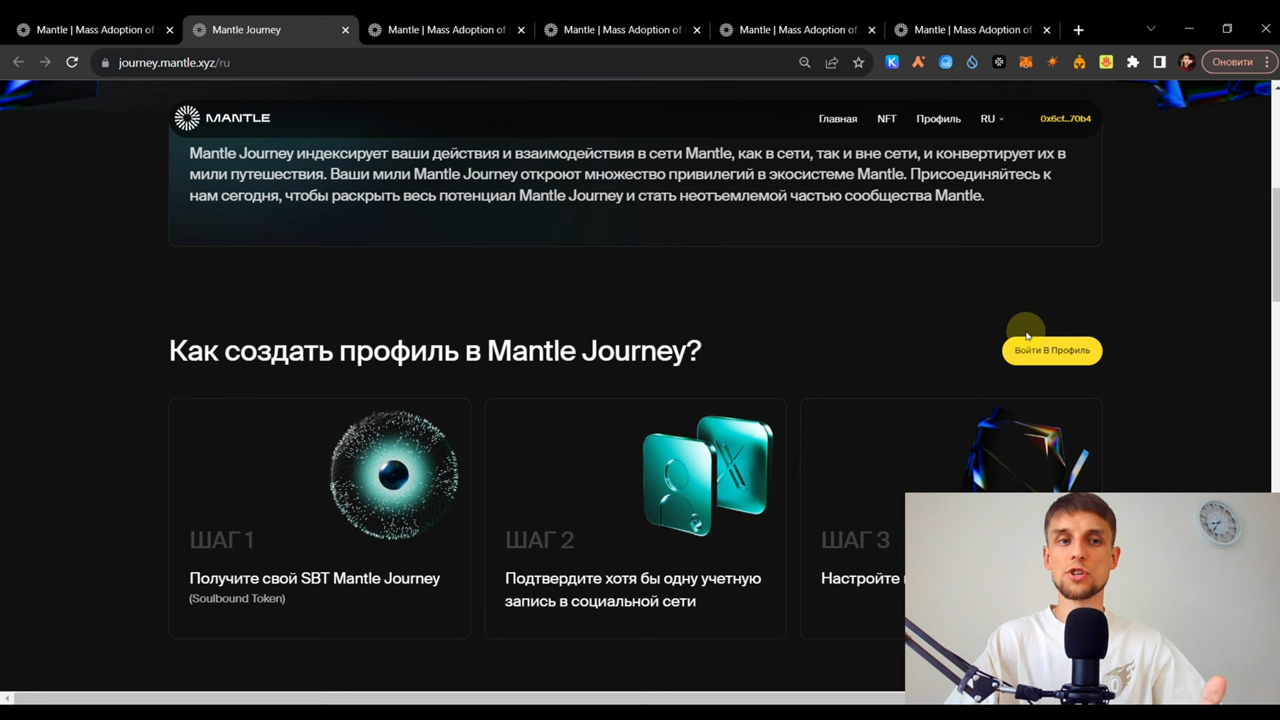 Mantle | Mass Adoption of
Mantle Journey
Mantle | Mass Adoption of
Mantle | Mass Adoption of
Mantle | Mass Adoption of
Mantle | Mass Adoption of
journey.mantle.xyz/ru
Оновити
MANTLE
Главная
NFT
Профиль
RU
0x6cf...70b4
Mantle Journey индексирует ваши действия и взаимодействия в сети Mantle, как в сети, так и вне сети, и конвертирует их в
мили путешествия. Ваши мили Mantle Journey откроют множество привилегий в экосистеме Mantle. Присоединяйтесь к
нам сегодня, чтобы раскрыть весь потенциал Mantle Journey и стать неотъемлемой частью сообщества Mantle.
Как создать профиль в Mantle Journey?
Войти В Профиль
ШАГ 1
Получите свой SBT Mantle Journey
(Soulbound Token)
ШАГ 2
Подтвердите хотя бы одну учетную
запись в социальной сети
ШАГ 3
Настройте